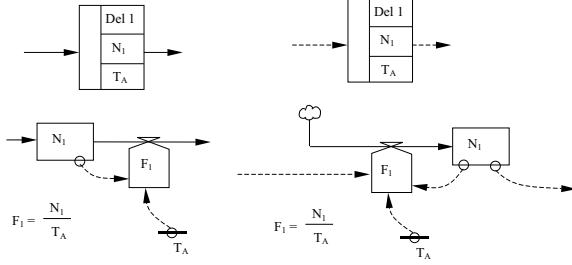 Del 1
N₁
T_A
Del 1
N₁
T_A
N₁
F₁
F₁ = N₁ / T_A
T_A
N₁
F₁
F₁ = N₁ / T_A
T_A